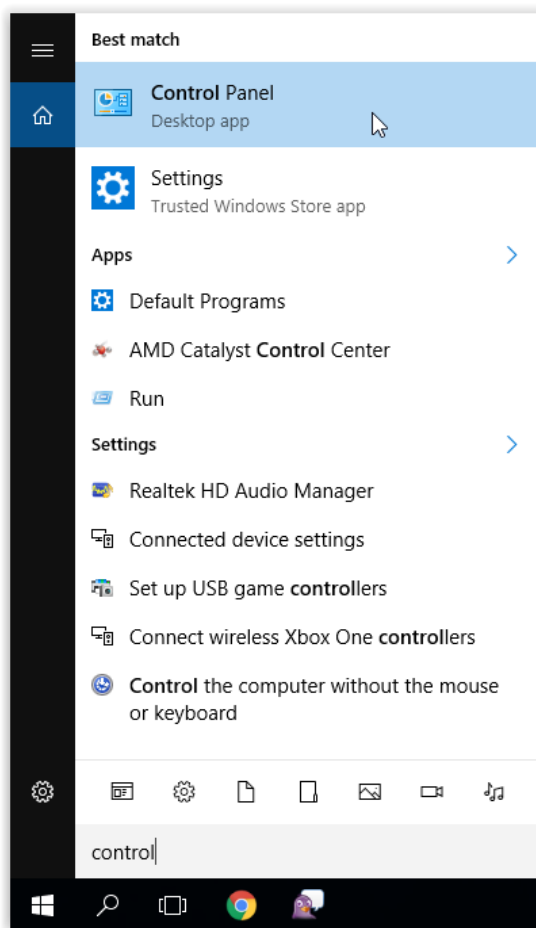 Best match
Control Panel
Desktop app
Settings
Trusted Windows Store app
Apps
Default Programs
AMD Catalyst Control Center
Run
Settings
Realtek HD Audio Manager
Connected device settings
Set up USB game controllers
Connect wireless Xbox One controllers
Control the computer without the mouse
or keyboard
control